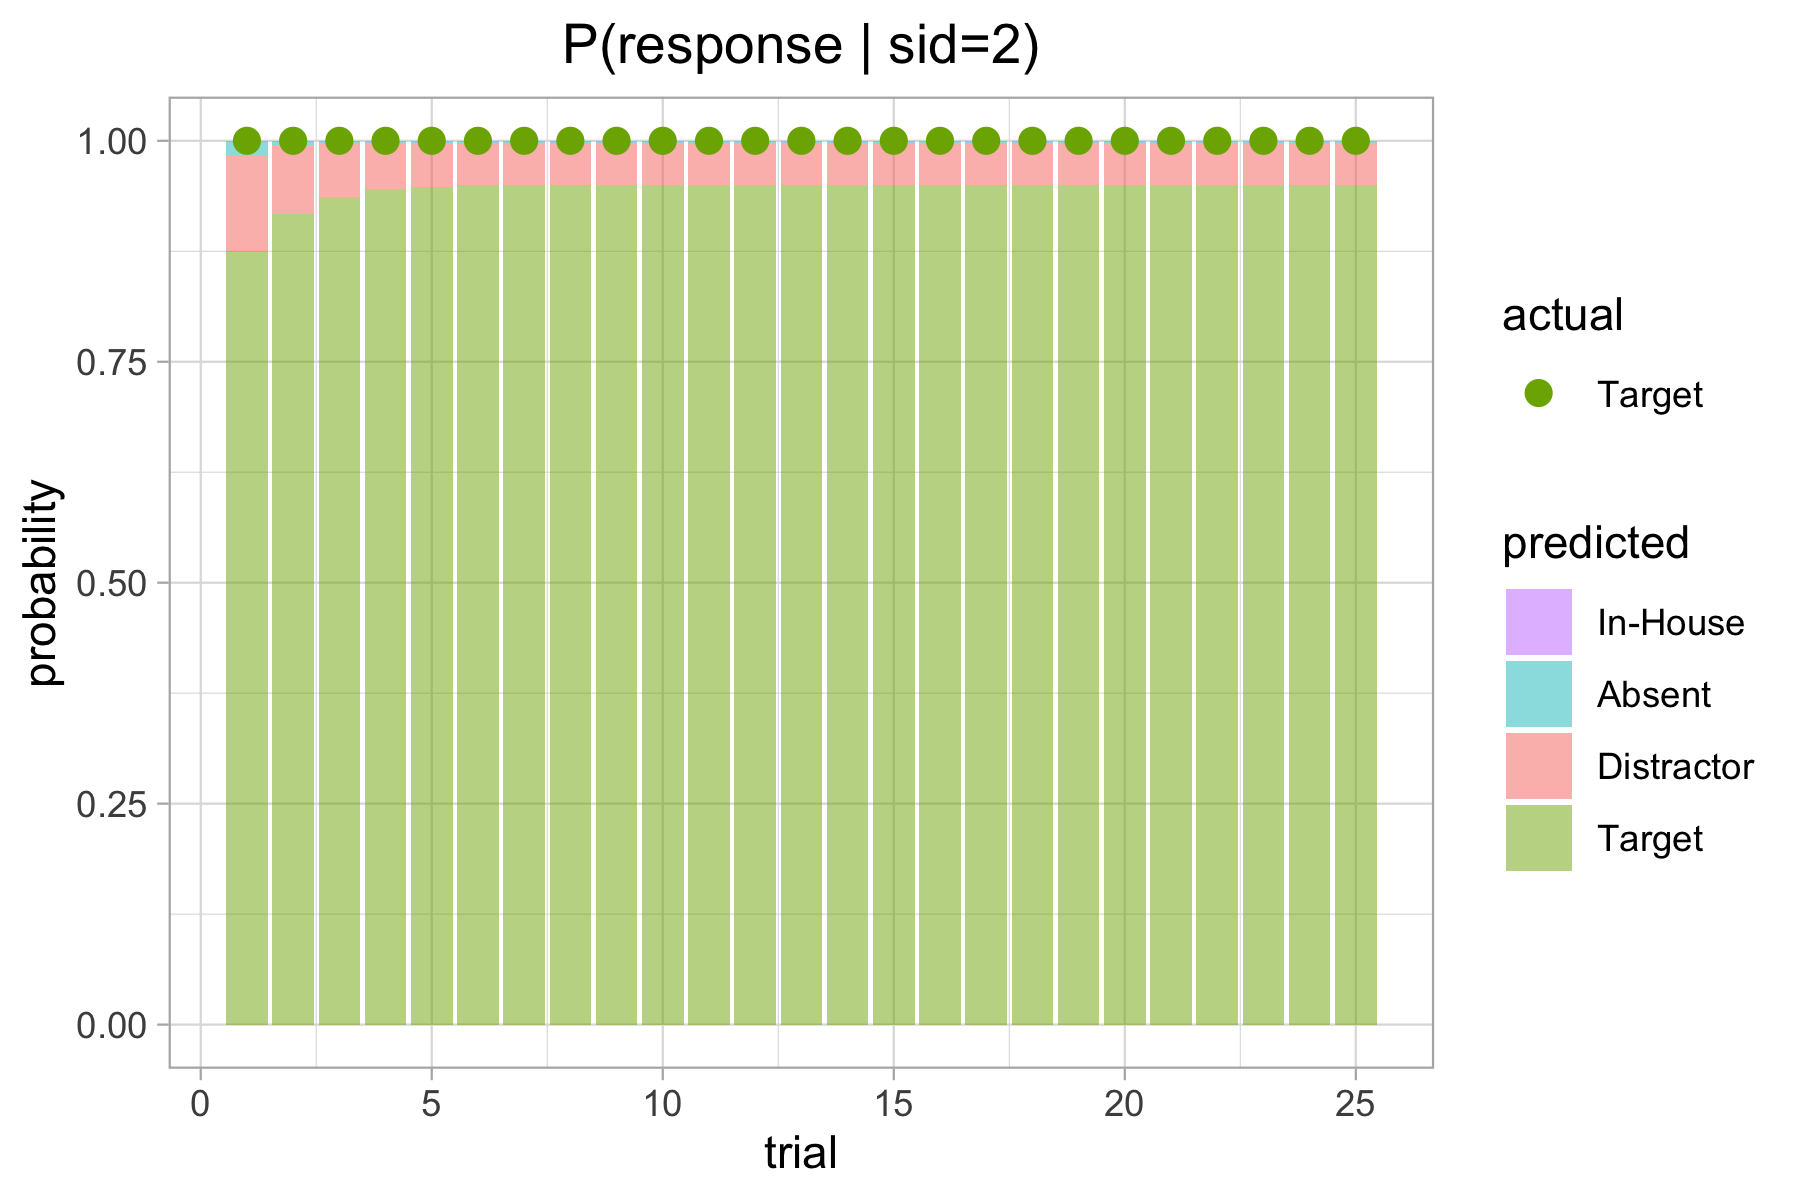 P(response | sid=2)
1.00
0.75
0.50
0.25
0.00
probability
0 5 10 15 20 25
trial
actual
Target
predicted
In-House
Absent
Distractor
Target